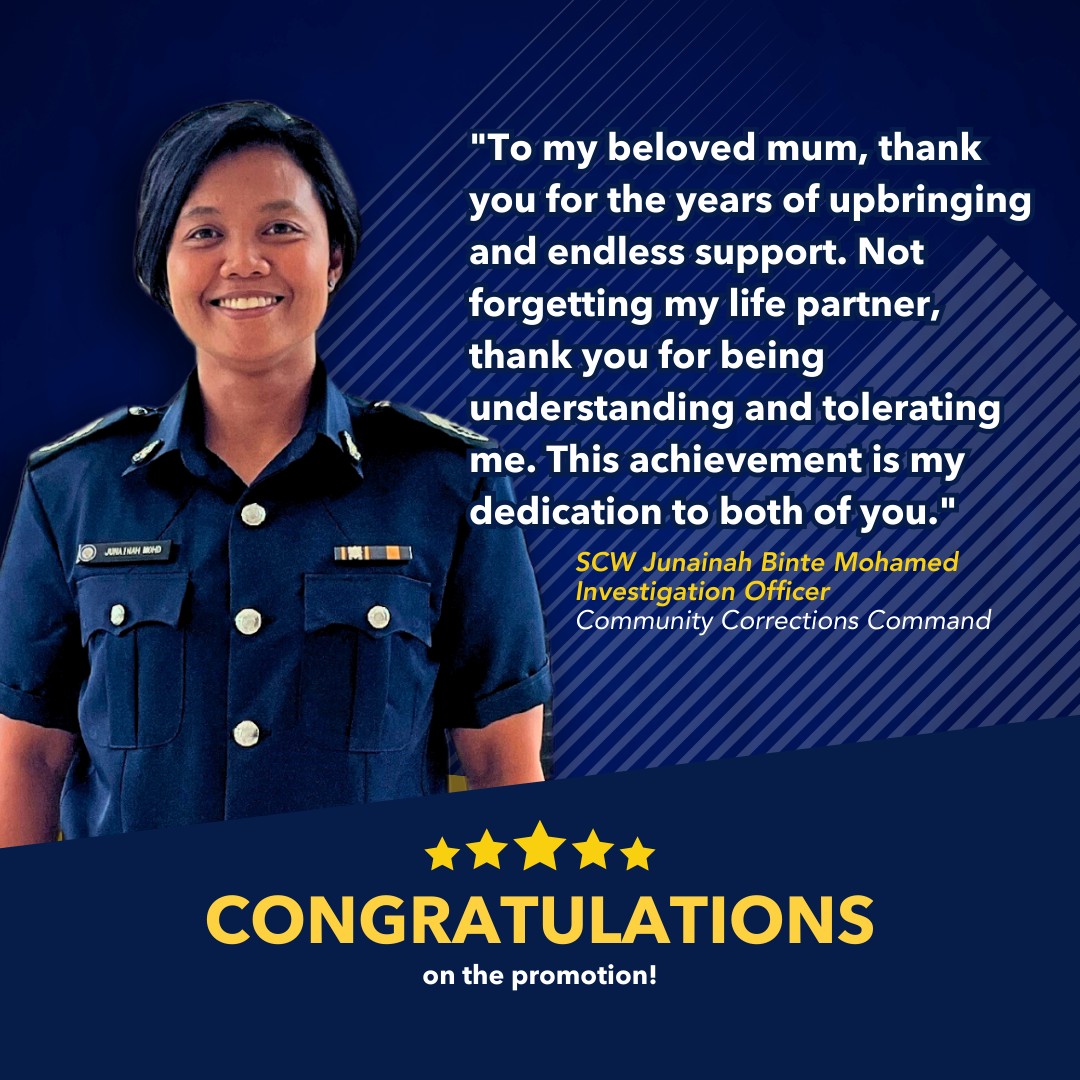 "To my beloved mum, thank
you for the years of upbringing
and endless support. Not
forgetting my life partner,
thank you for being
understanding and tolerating
me. This achievement is my
dedication to both of you."
SCW Junainah Binte Mohamed
Investigation Officer
Community Corrections Command
JUNAINAH MOHD
CONGRATULATIONS
on the promotion!